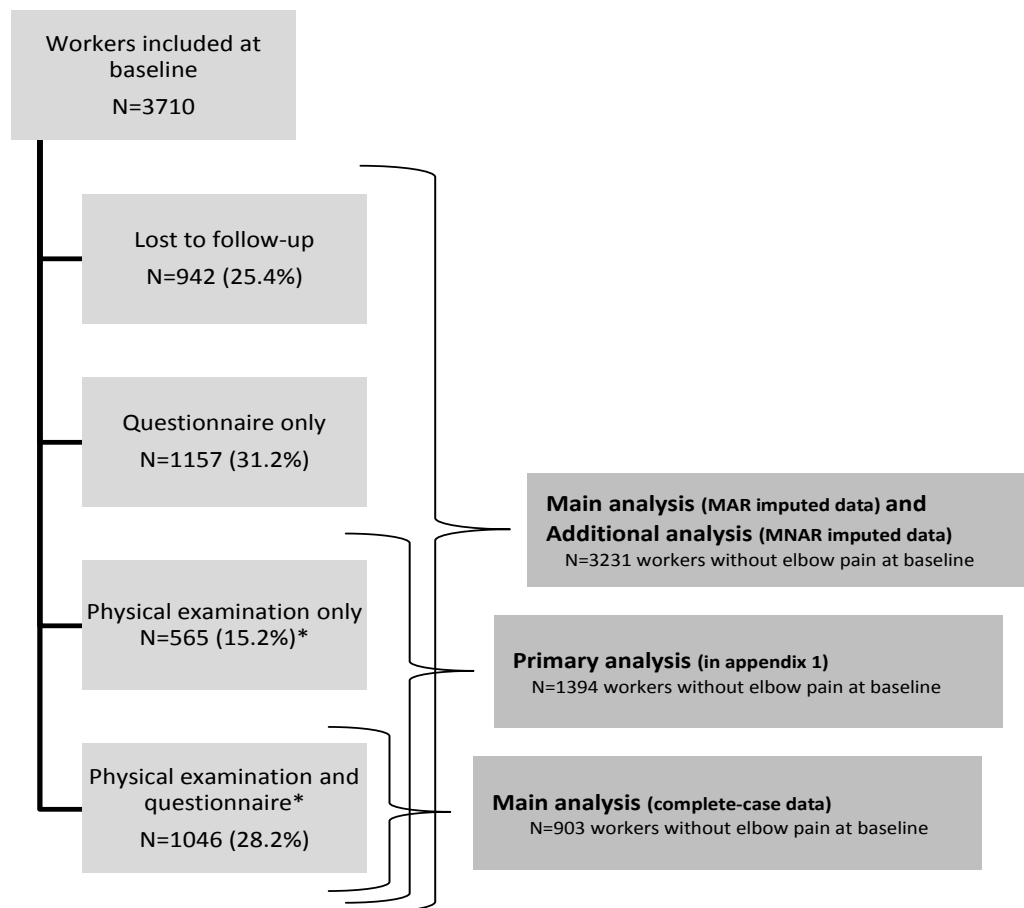 Workers included at
baseline
N=3710
Lost to follow-up
N=942 (25.4%)
Questionnaire only
N=1157 (31.2%)
Main analysis (MAR imputed data) and
Additional analysis (MNAR imputed data)
N=3231 workers without elbow pain at baseline
Physical examination only
N=565 (15.2%)*
Primary analysis (in appendix 1)
N=1394 workers without elbow pain at baseline
Physical examination and
questionnaire*
N=1046 (28.2%)
Main analysis (complete-case data)
N=903 workers without elbow pain at baseline